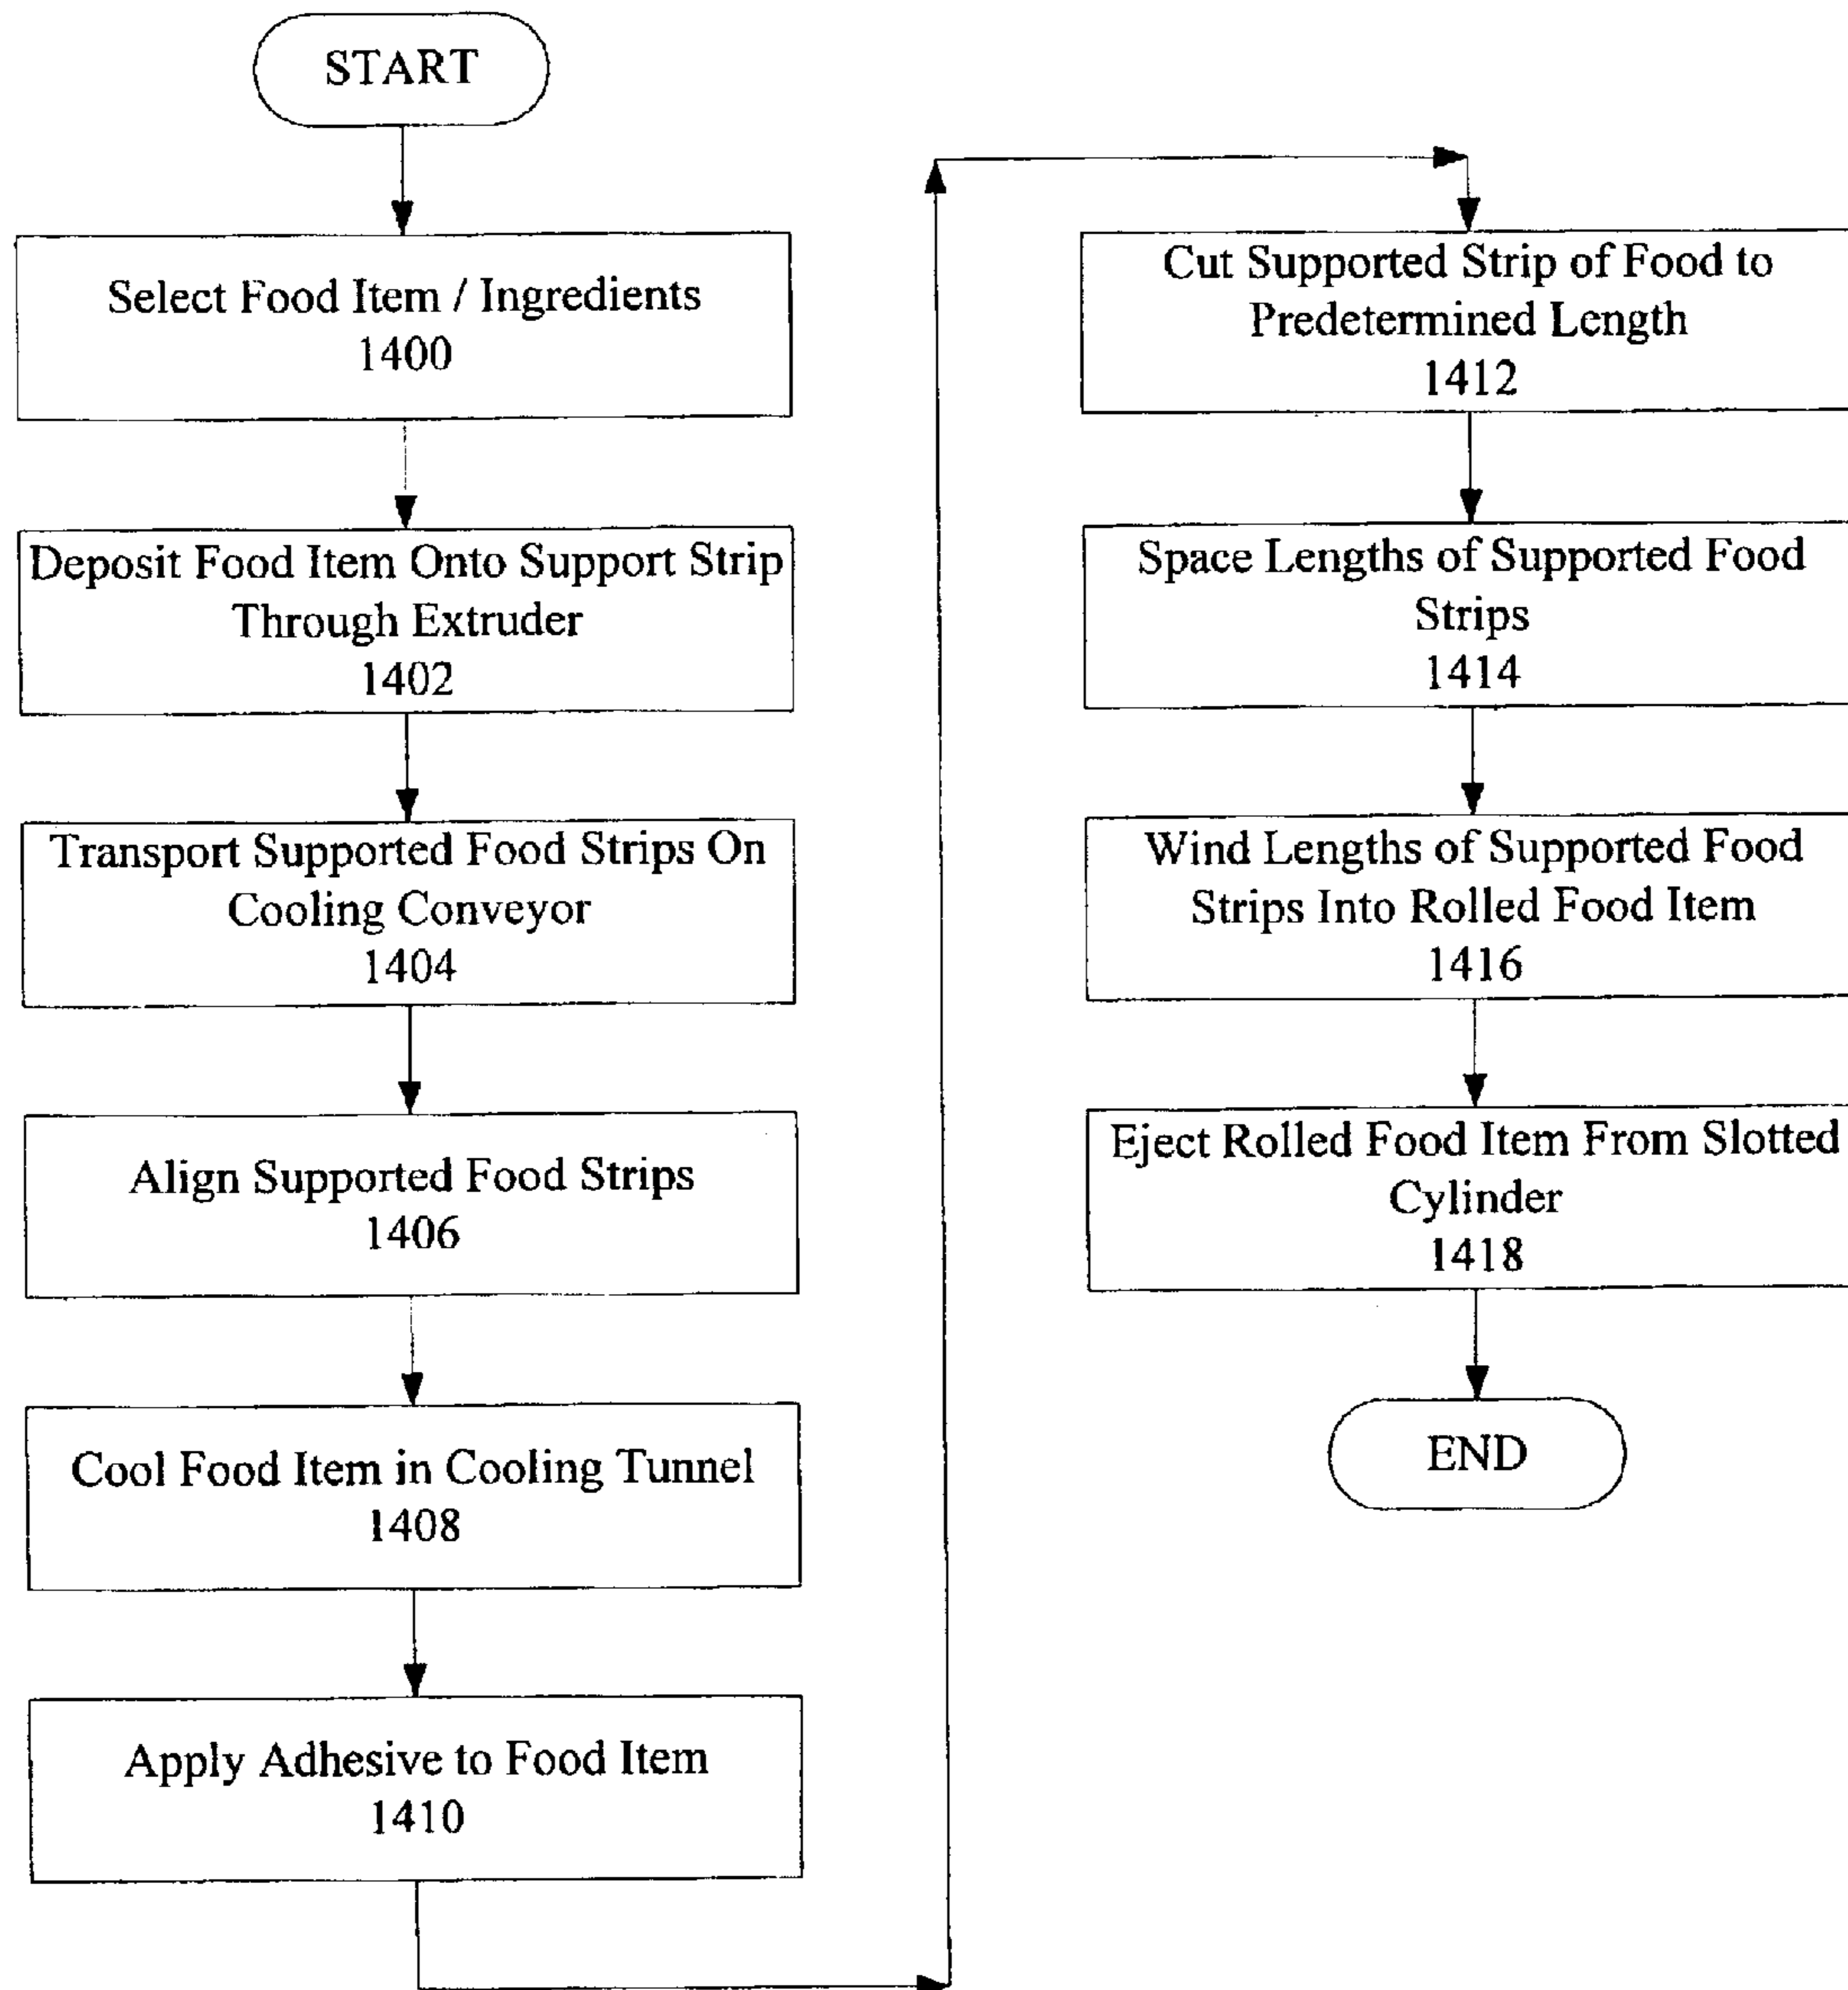 START
Select Food Item / Ingredients
1400
Deposit Food Item Onto Support Strip
Through Extruder
1402
Transport Supported Food Strips On
Cooling Conveyor
1404
Align Supported Food Strips
1406
Cool Food Item in Cooling Tunnel
1408
Apply Adhesive to Food Item
1410
Cut Supported Strip of Food to
Predetermined Length
1412
Space Lengths of Supported Food
Strips
1414
Wind Lengths of Supported Food
Strips Into Rolled Food Item
1416
Eject Rolled Food Item From Slotted
Cylinder
1418
END